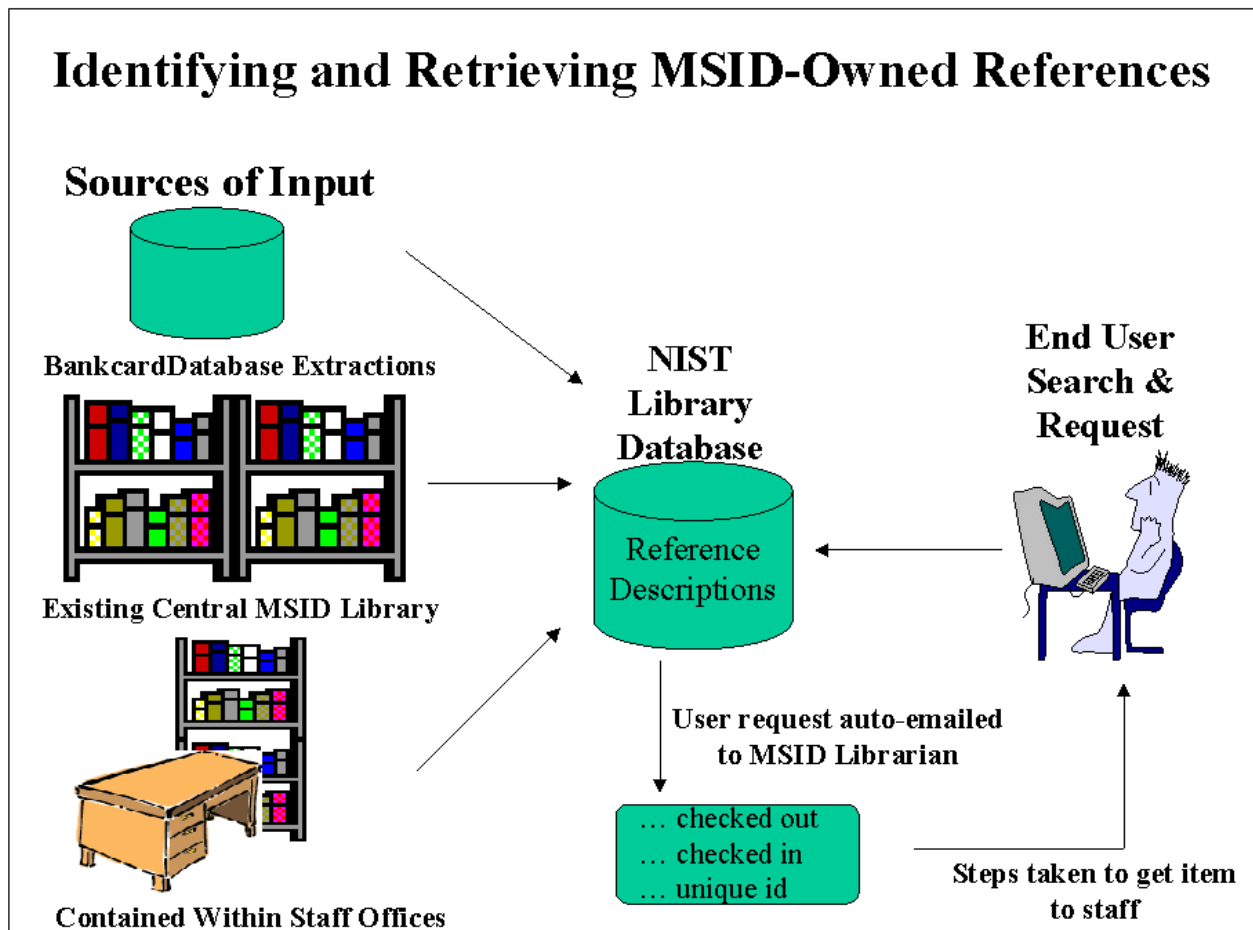 Identifying and Retrieving MSID-Owned References
Sources of Input
BankcardDatabase Extractions
Existing Central MSID Library
Contained Within Staff Offices
NIST
Library
Database
Reference
Descriptions
End User
Search &
Request
User request auto-emailed
to MSID Librarian
… checked out
… checked in
… unique id
Steps taken to get item
to staff